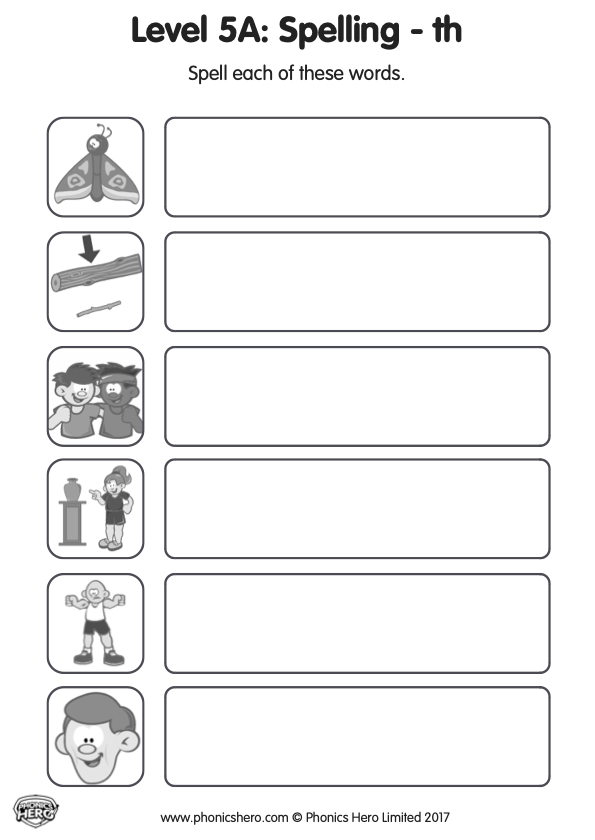 Level 5A: Spelling - th
Spell each of these words.
PHONICS
HERO
www.phonicshero.com © Phonics Hero Limited 2017